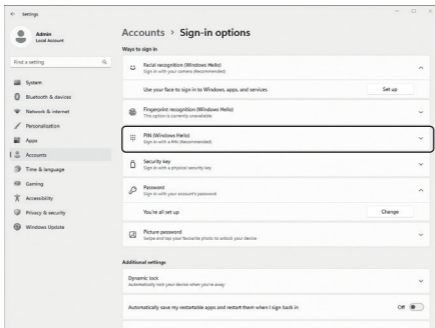 Settings
Admin
Local Account
Find a setting
System
Bluetooth & devices
Network & internet
Personalisation
Apps
Accounts
Time & language
Gaming
Accessibility
Privacy & security
Windows Update
Accounts > Sign-in options
Ways to sign in
Facial recognition (Windows Hello)
Sign in with your camera (Recommended)
Use your face to sign in to Windows, apps, and services
Set up
Fingerprint recognition (Windows Hello)
This option is currently unavailable
PIN (Windows Hello)
Sign in with a PIN (Recommended)
Security key
Sign in with a physical security key
Password
Sign in with your account's password
You're all set up
Change
Picture password
Swipe and tap your favourite photo to unlock your device
Additional settings
Dynamic lock
Automatically lock your device when you're away
Automatically save my restartable apps and restart them when I sign back in
Off